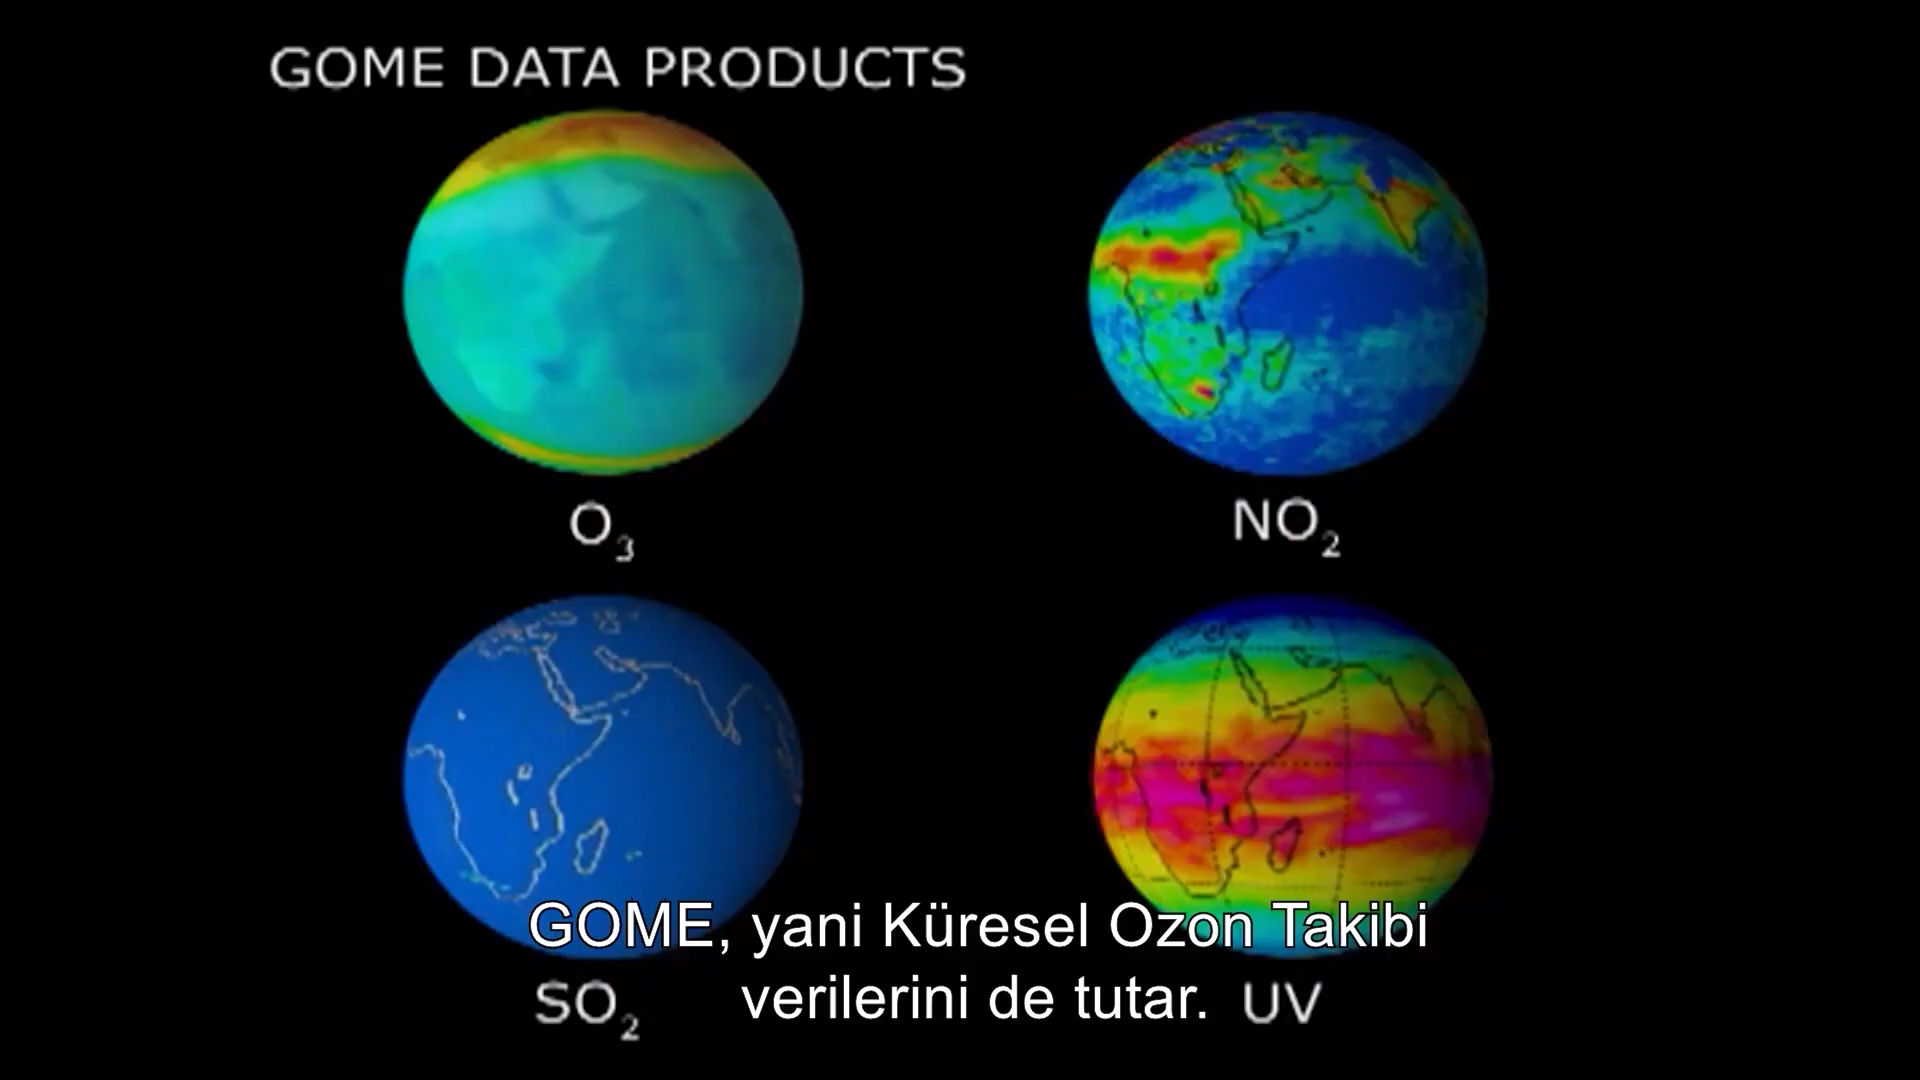 GOME DATA PRODUCTS
O₃
NO₂
SO₂
UV
GOME, yani Küresel Ozon Takibi
verilerini de tutar.